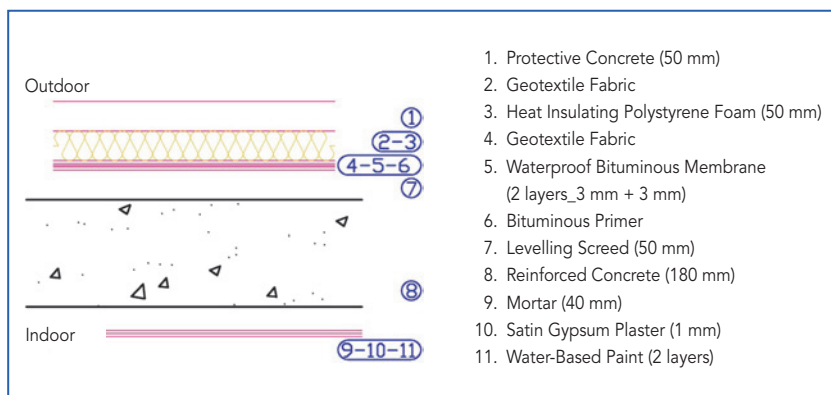 Outdoor
①
2-3
4-5-6
⑦
⑧
Indoor
9-10-11
1. Protective Concrete (50 mm)
2. Geotextile Fabric
3. Heat Insulating Polystyrene Foam (50 mm)
4. Geotextile Fabric
5. Waterproof Bituminous Membrane
(2 layers_3 mm + 3 mm)
6. Bituminous Primer
7. Levelling Screed (50 mm)
8. Reinforced Concrete (180 mm)
9. Mortar (40 mm)
10. Satin Gypsum Plaster (1 mm)
11. Water-Based Paint (2 layers)